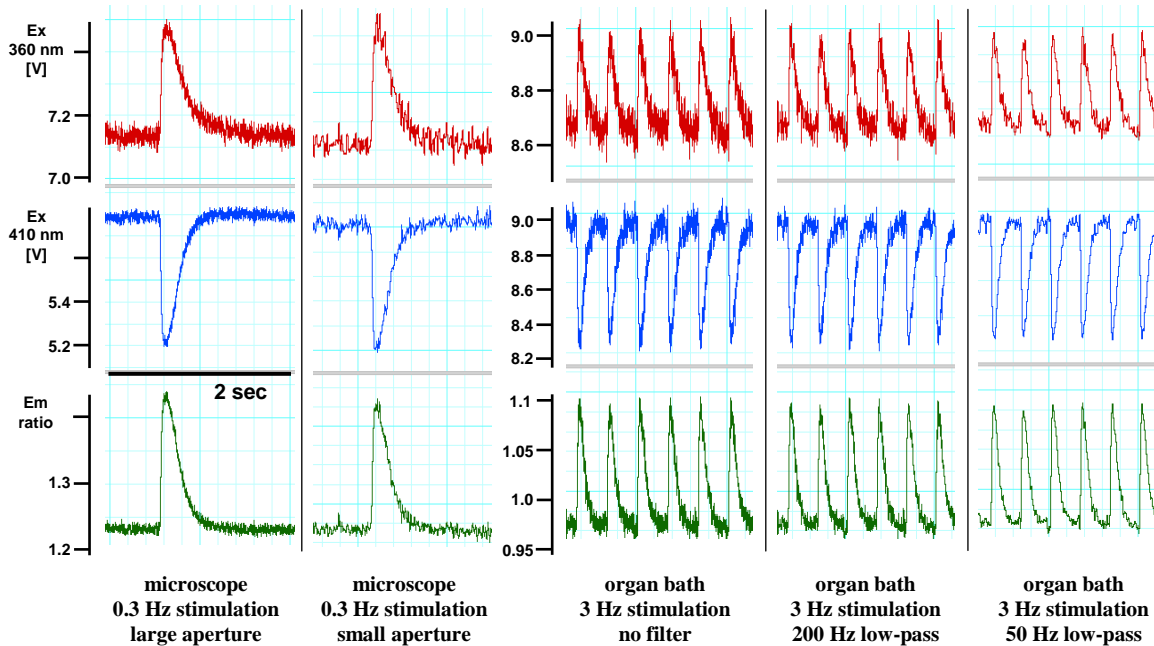 Ex
360 nm
[V]
7.2
7.0
9.0
8.8
8.6
Ex
410 nm
[V]
5.4
5.2
9.0
8.8
8.6
8.4
8.2
2 sec
Em
ratio
1.3
1.2
1.1
1.0
0.95
microscope
0.3 Hz stimulation
large aperture
microscope
0.3 Hz stimulation
small aperture
organ bath
3 Hz stimulation
no filter
organ bath
3 Hz stimulation
200 Hz low-pass
organ bath
3 Hz stimulation
50 Hz low-pass